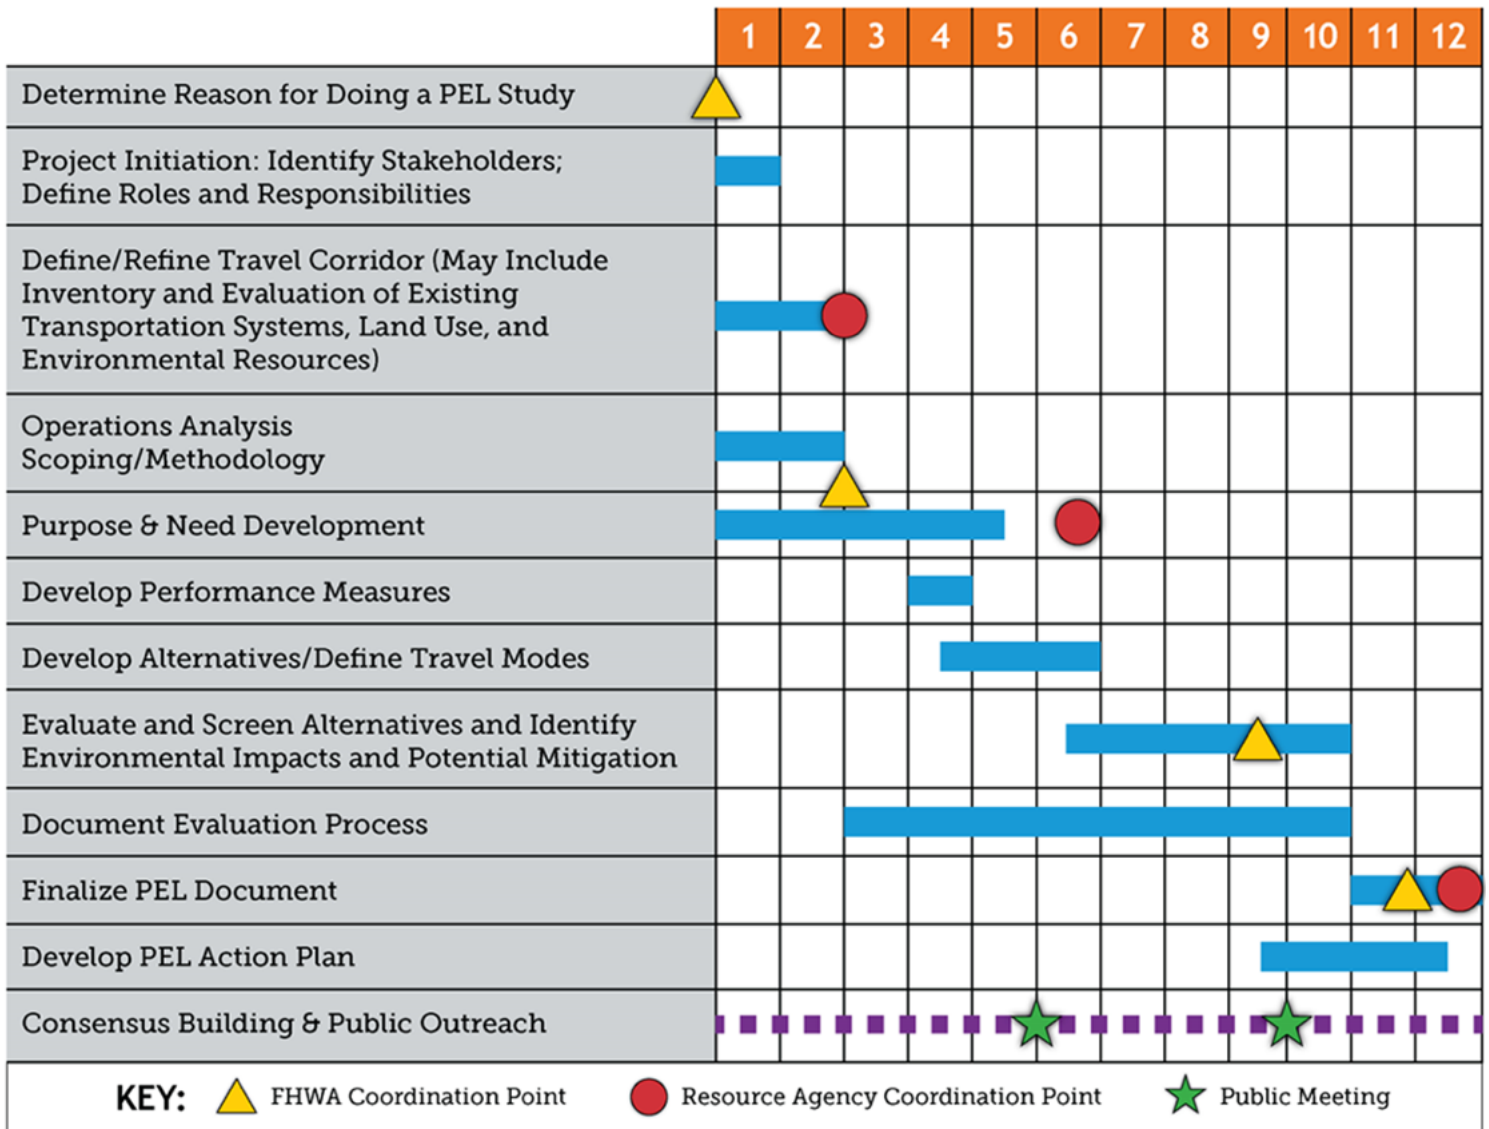 1 2 3 4 5 6 7 8 9 10 11 12
Determine Reason for Doing a PEL Study
Project Initiation: Identify Stakeholders;
Define Roles and Responsibilities
Define/Refine Travel Corridor (May Include
Inventory and Evaluation of Existing
Transportation Systems, Land Use, and
Environmental Resources)
Operations Analysis
Scoping/Methodology
Purpose & Need Development
Develop Performance Measures
Develop Alternatives/Define Travel Modes
Evaluate and Screen Alternatives and Identify
Environmental Impacts and Potential Mitigation
Document Evaluation Process
Finalize PEL Document
Develop PEL Action Plan
Consensus Building & Public Outreach
KEY: FHWA Coordination Point Resource Agency Coordination Point Public Meeting